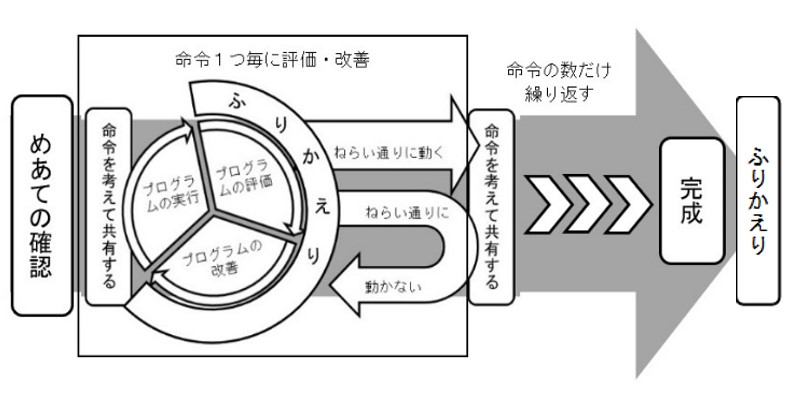 めあての確認
命令１つ毎に評価・改善
命令を考えて共有する
プログラ
ムの実行
プログラ
ムの評価
プログラムの
改善
ふりかえり
ねらい通りに動く
ねらい通りに
動かない
命令を考えて共有する
命令の数だけ
繰り返す
完成
ふりかえり